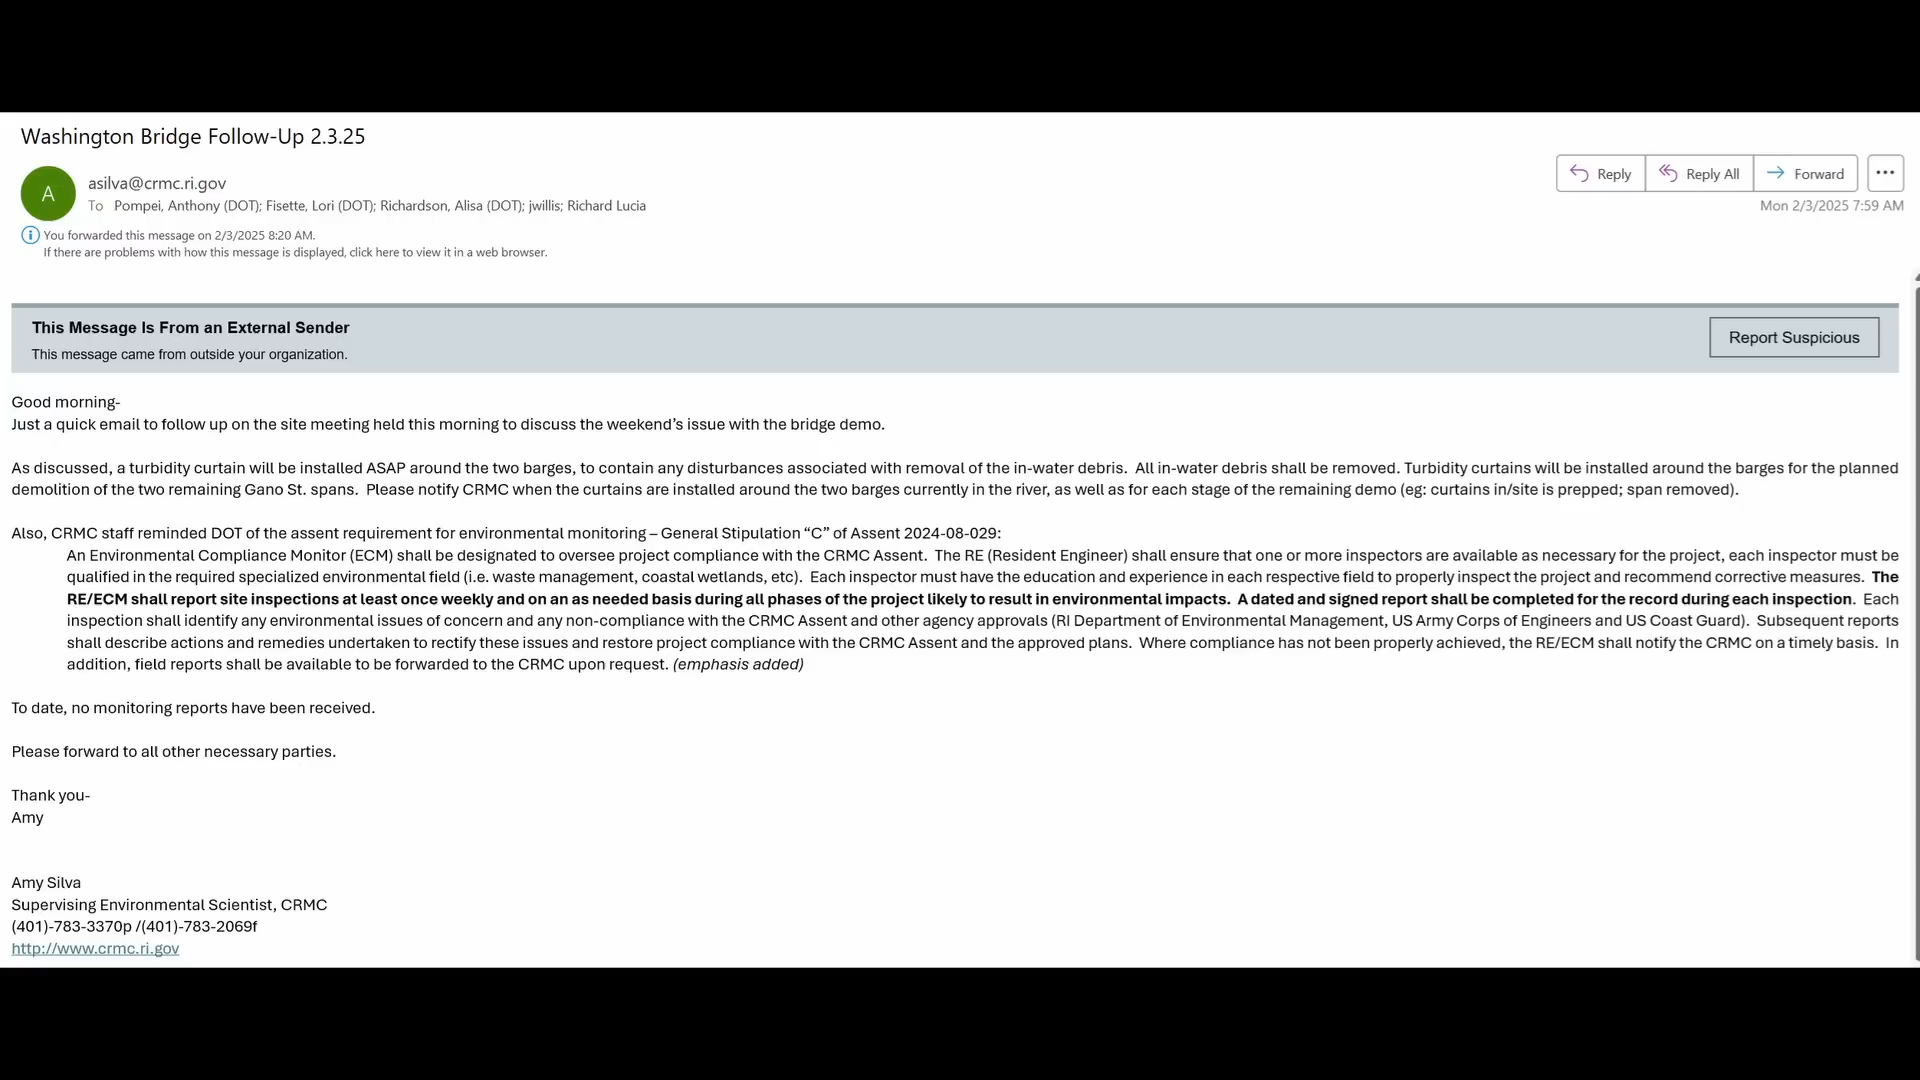 Washington Bridge Follow-Up 2.3.25
A
asilva@crmc.ri.gov
To Pompei, Anthony (DOT); Fisette, Lori (DOT); Richardson, Alisa (DOT); jwillis; Richard Lucia
Reply
Reply All
Forward
Mon 2/3/2025 7:59 AM
You forwarded this message on 2/3/2025 8:20 AM.
If there are problems with how this message is displayed, click here to view it in a web browser.
This Message Is From an External Sender
This message came from outside your organization.
Report Suspicious
Good morning-
Just a quick email to follow up on the site meeting held this morning to discuss the weekend’s issue with the bridge demo.
As discussed, a turbidity curtain will be installed ASAP around the two barges, to contain any disturbances associated with removal of the in-water debris. All in-water debris shall be removed. Turbidity curtains will be installed around the barges for the planned
demolition of the two remaining Gano St. spans. Please notify CRMC when the curtains are installed around the two barges currently in the river, as well as for each stage of the remaining demo (eg: curtains in/site is prepped; span removed).
Also, CRMC staff reminded DOT of the assent requirement for environmental monitoring – General Stipulation “C” of Assent 2024-08-029:
An Environmental Compliance Monitor (ECM) shall be designated to oversee project compliance with the CRMC Assent. The RE (Resident Engineer) shall ensure that one or more inspectors are available as necessary for the project, each inspector must be
qualified in the required specialized environmental field (i.e. waste management, coastal wetlands, etc). Each inspector must have the education and experience in each respective field to properly inspect the project and recommend corrective measures. The
RE/ECM shall report site inspections at least once weekly and on an as needed basis during all phases of the project likely to result in environmental impacts. A dated and signed report shall be completed for the record during each inspection. Each
inspection shall identify any environmental issues of concern and any non-compliance with the CRMC Assent and other agency approvals (RI Department of Environmental Management, US Army Corps of Engineers and US Coast Guard). Subsequent reports
shall describe actions and remedies undertaken to rectify these issues and restore project compliance with the CRMC Assent and the approved plans. Where compliance has not been properly achieved, the RE/ECM shall notify the CRMC on a timely basis. In
addition, field reports shall be available to be forwarded to the CRMC upon request. (emphasis added)
To date, no monitoring reports have been received.
Please forward to all other necessary parties.
Thank you-
Amy
Amy Silva
Supervising Environmental Scientist, CRMC
(401)-783-3370p /(401)-783-2069f
http://www.crmc.ri.gov